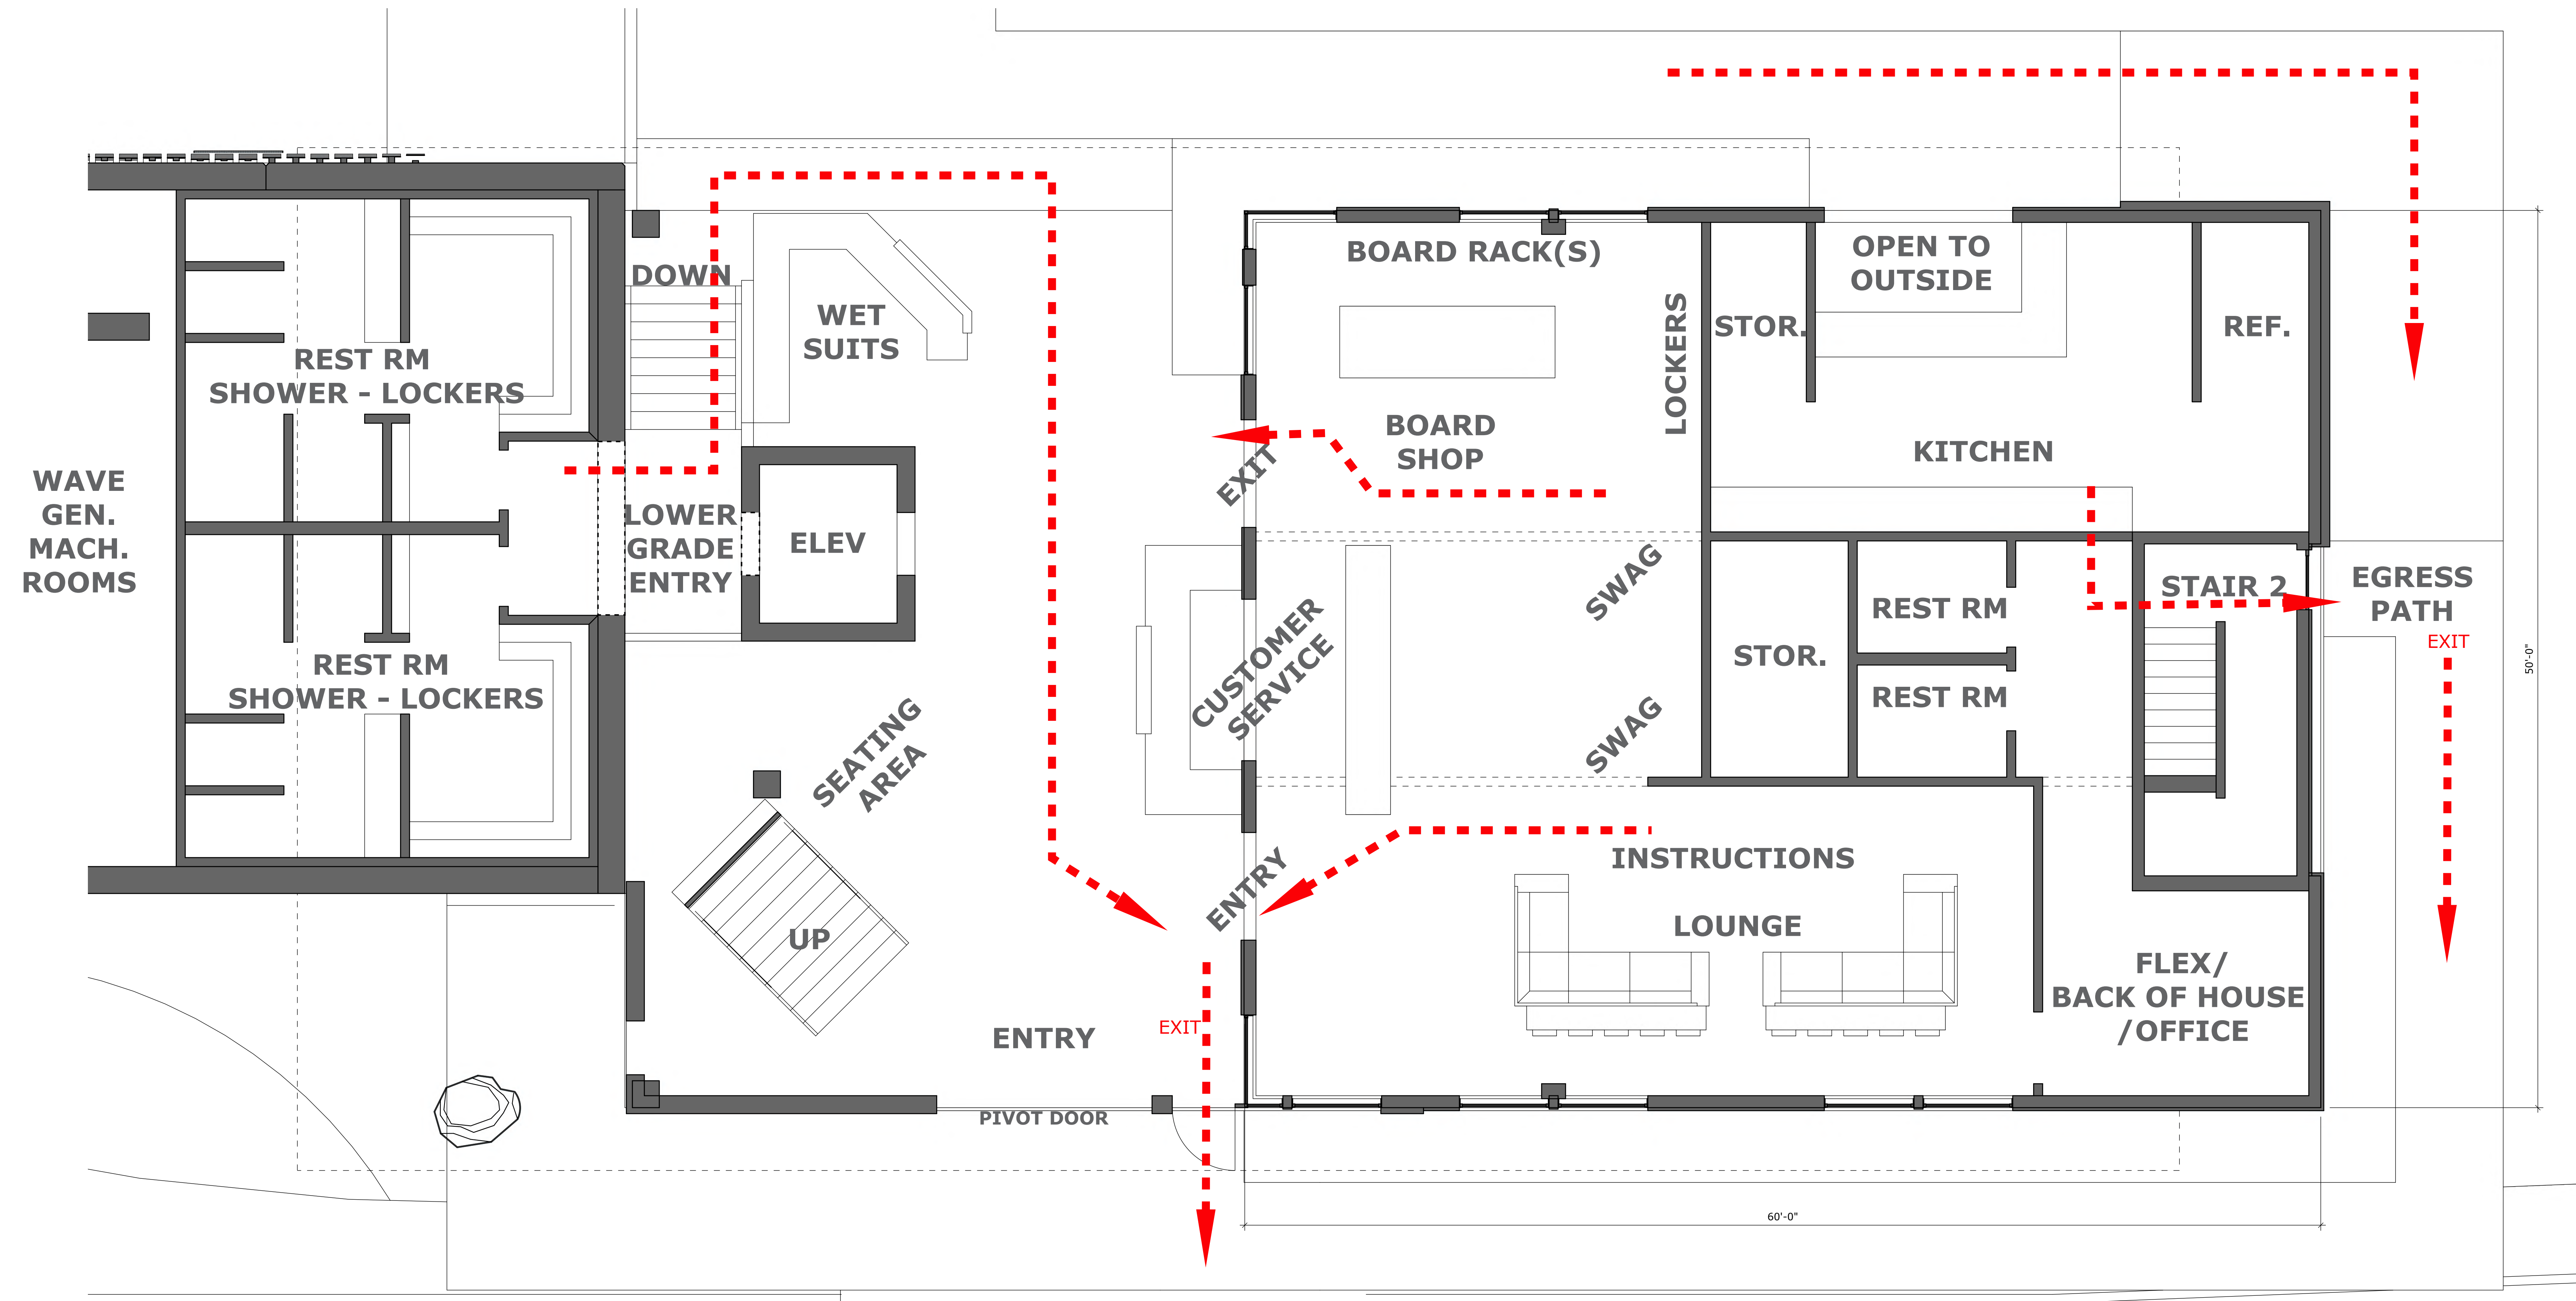 DOWN
WET
SUITS
REST RM
SHOWER - LOCKERS
WAVE
GEN.
MACH.
ROOMS
LOWER
GRADE
ENTRY
ELEV
REST RM
SHOWER - LOCKERS
SEATING
AREA
UP
ENTRY
PIVOT DOOR
EXIT
BOARD RACK(S)
LOCKERS
BOARD
SHOP
EXIT
CUSTOMER
SERVICE
SWAG
SWAG
ENTRY
INSTRUCTIONS
LOUNGE
STOR.
OPEN TO
OUTSIDE
REF.
KITCHEN
STOR.
REST RM
REST RM
STAIR 2
EGRESS
PATH
EXIT
FLEX/
BACK OF HOUSE
/OFFICE
50'-0"
60'-0"